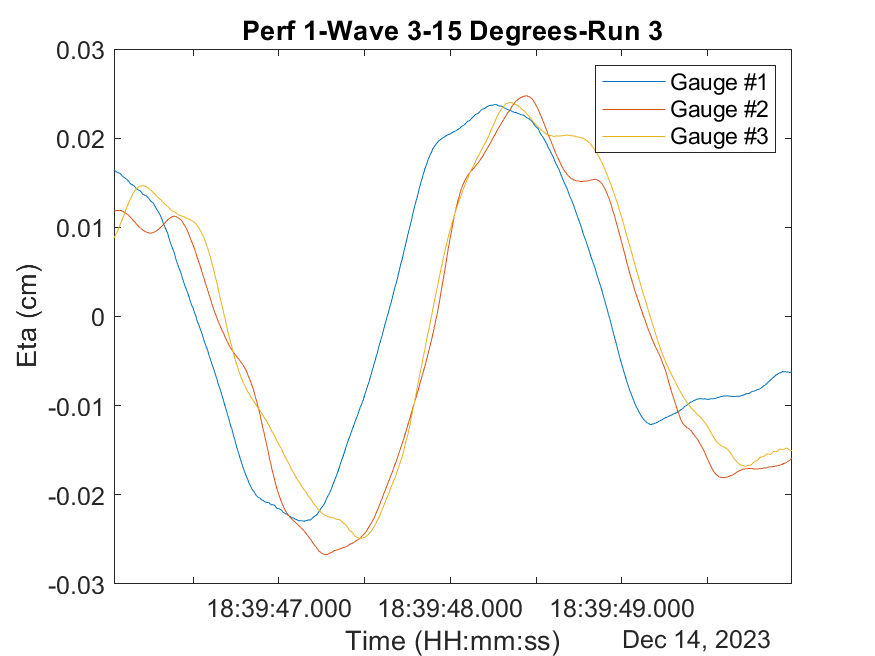 Perf 1-Wave 3-15 Degrees-Run 3
0.03
0.02
0.01
0
-0.01
-0.02
-0.03
Eta (cm)
Gauge #1
Gauge #2
Gauge #3
18:39:47.000 18:39:48.000 18:39:49.000
Time (HH:mm:ss)
Dec 14, 2023